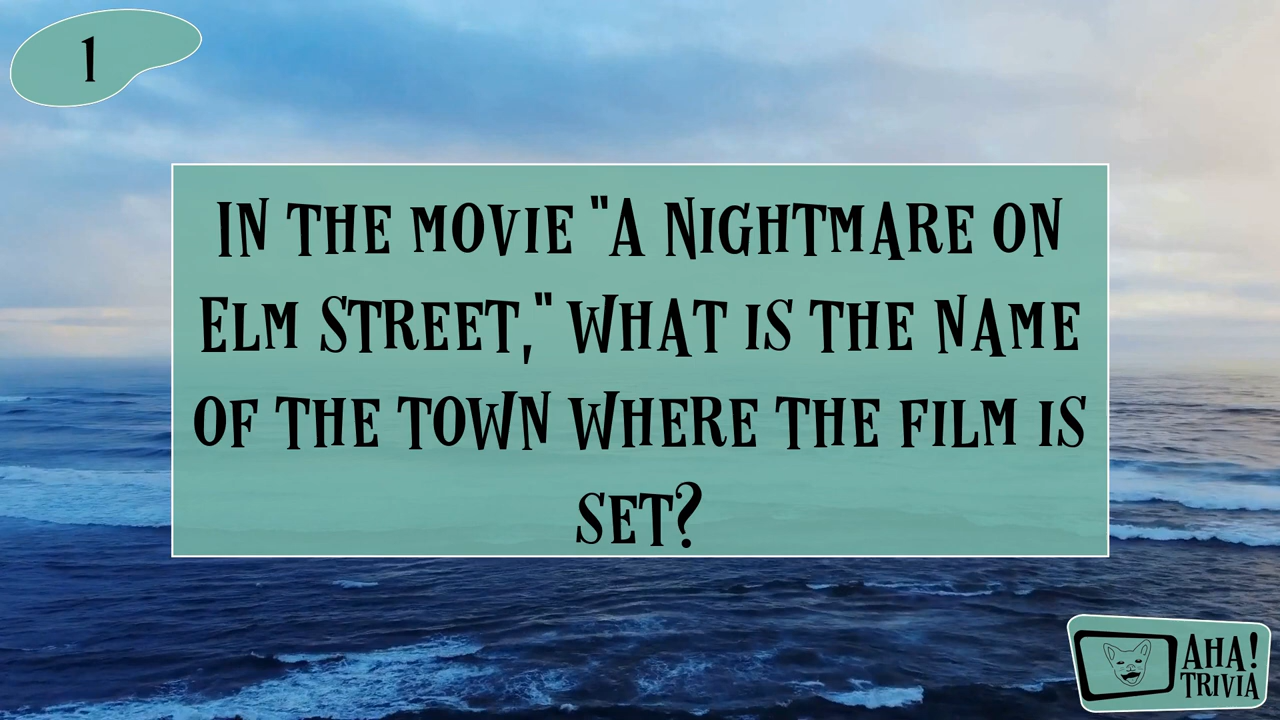 1
IN THE MOVIE "A NIGHTMARE ON
ELM STREET," WHAT IS THE NAME
OF THE TOWN WHERE THE FILM IS
SET?
AHA!
TRIVIA